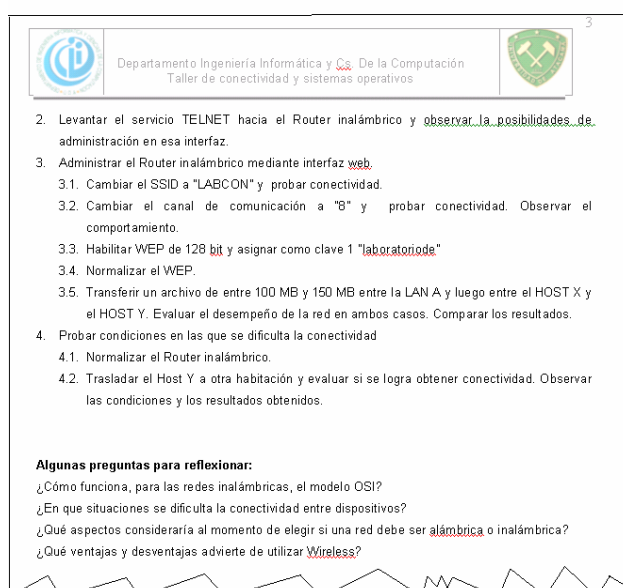 3
Departamento Ingeniería Informática y Cs. De la Computación
Taller de conectividad y sistemas operativos
2. Levantar el servicio TELNET hacia el Router inalámbrico y observar la posibilidades de
administración en esa interfaz.
3. Administrar el Router inalámbrico mediante interfaz web.
3.1. Cambiar el SSID a "LABCON" y probar conectividad.
3.2. Cambiar el canal de comunicación a "8" y probar conectividad. Observar el
comportamiento.
3.3. Habilitar WEP de 128 bit y asignar como clave 1 "laboratoriode"
3.4. Normalizar el WEP.
3.5. Transferir un archivo de entre 100 MB y 150 MB entre la LAN A y luego entre el HOST X y
el HOST Y. Evaluar el desempeño de la red en ambos casos. Comparar los resultados.
4. Probar condiciones en las que se dificulta la conectividad
4.1. Normalizar el Router inalámbrico.
4.2. Trasladar el Host Y a otra habitación y evaluar si se logra obtener conectividad. Observar
las condiciones y los resultados obtenidos.
Algunas preguntas para reflexionar:
¿Cómo funciona, para las redes inalámbricas, el modelo OSI?
¿En que situaciones se dificulta la conectividad entre dispositivos?
¿Qué aspectos consideraría al momento de elegir si una red debe ser alámbrica o inalámbrica?
¿Qué ventajas y desventajas advierte de utilizar Wireless?